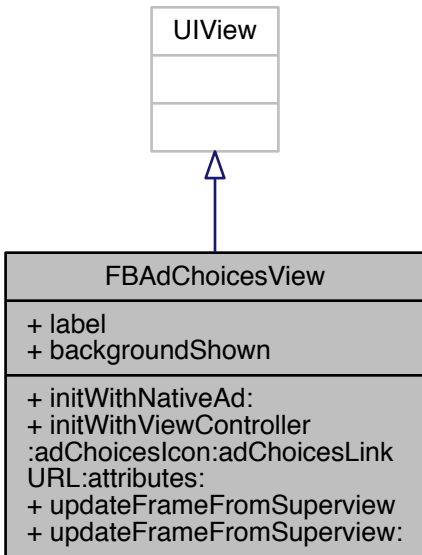 UIView
FBAdChoicesView
+ label
+ backgroundShown
+ initWithNativeAd:
+ initWithViewController
:adChoicesIcon:adChoicesLink
URL:attributes:
+ updateFrameFromSuperview
+ updateFrameFromSuperview: